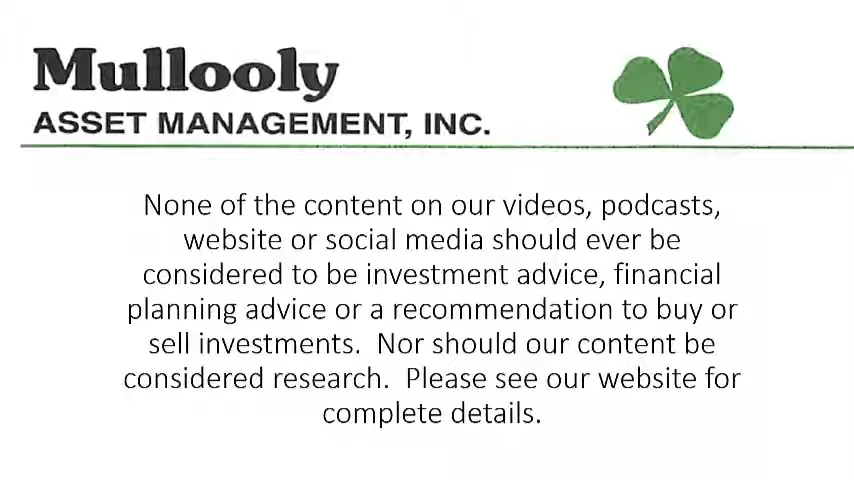 Mullooly
ASSET MANAGEMENT, INC.
None of the content on our videos, podcasts,
website or social media should ever be
considered to be investment advice, financial
planning advice or a recommendation to buy or
sell investments.  Nor should our content be
considered research.  Please see our website for
complete details.